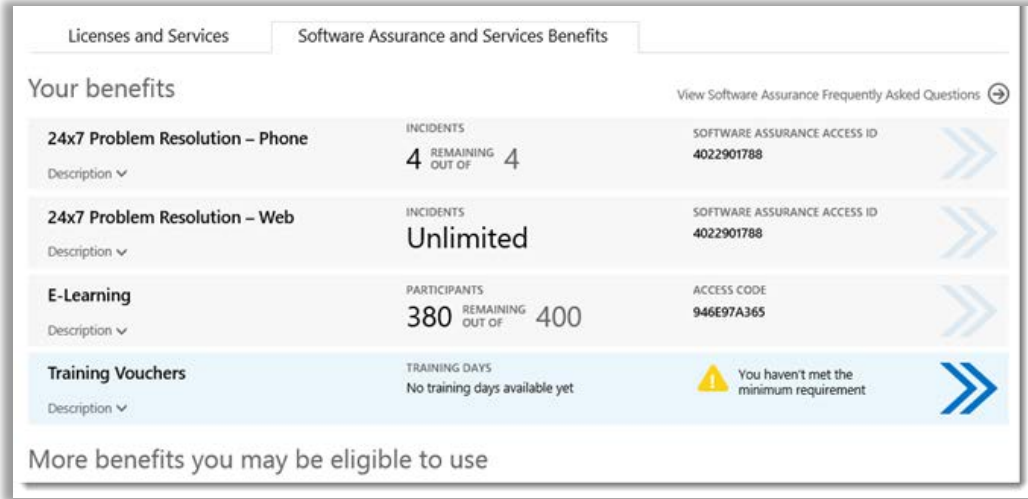 Licenses and Services
Software Assurance and Services Benefits
Your benefits
View Software Assurance Frequently Asked Questions
24x7 Problem Resolution – Phone
Description
INCIDENTS
4 REMAINING OUT OF 4
SOFTWARE ASSURANCE ACCESS ID
4022901788
24x7 Problem Resolution – Web
Description
INCIDENTS
Unlimited
SOFTWARE ASSURANCE ACCESS ID
4022901788
E-Learning
Description
PARTICIPANTS
380 REMAINING OUT OF 400
ACCESS CODE
946E97A365
Training Vouchers
Description
TRAINING DAYS
No training days available yet
You haven't met the
minimum requirement
More benefits you may be eligible to use